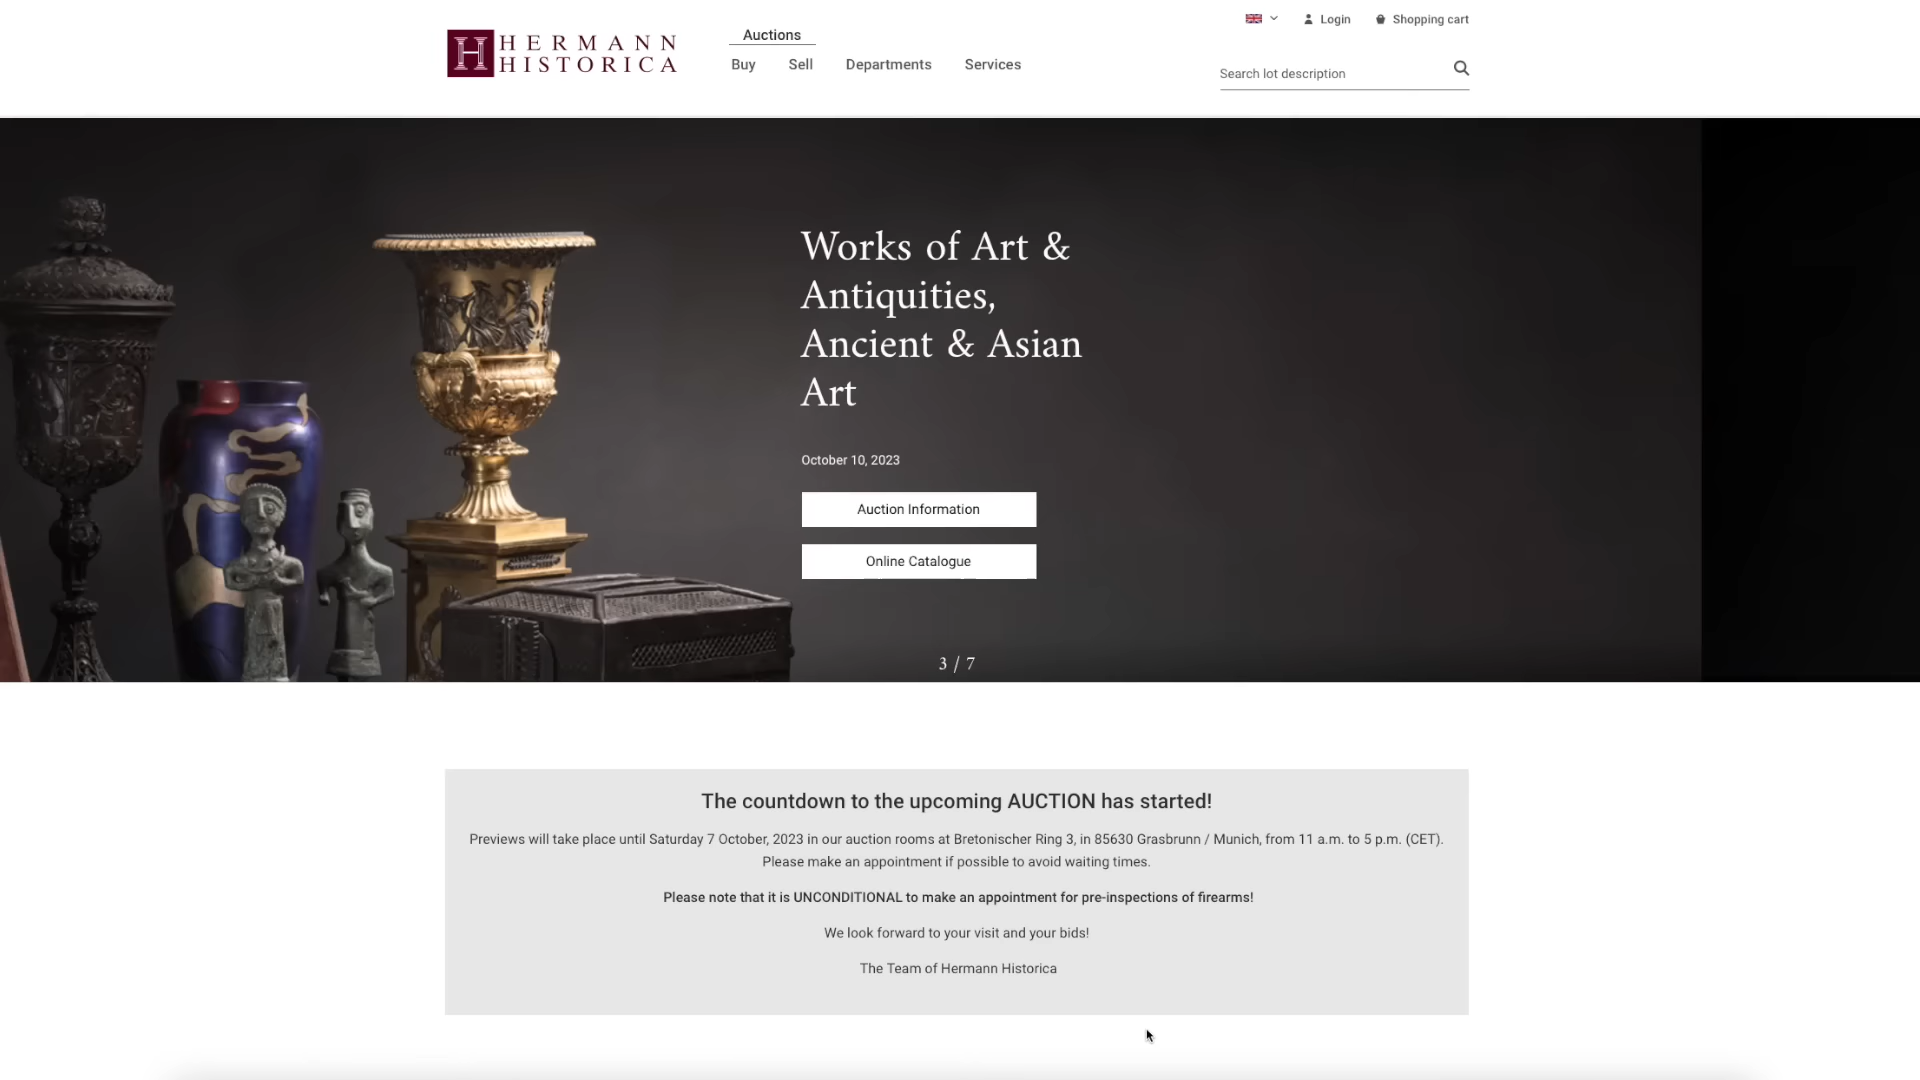 Login
Shopping cart
HERMANN
HISTORICA
Auctions
Buy
Sell
Departments
Services
Search lot description
Works of Art &
Antiquities,
Ancient & Asian
Art
October 10, 2023
Auction Information
Online Catalogue
3 / 7
The countdown to the upcoming AUCTION has started!
Previews will take place until Saturday 7 October, 2023 in our auction rooms at Bretonischer Ring 3, in 85630 Grasbrunn / Munich, from 11 a.m. to 5 p.m. (CET).
Please make an appointment if possible to avoid waiting times.
Please note that it is UNCONDITIONAL to make an appointment for pre-inspections of firearms!
We look forward to your visit and your bids!
The Team of Hermann Historica